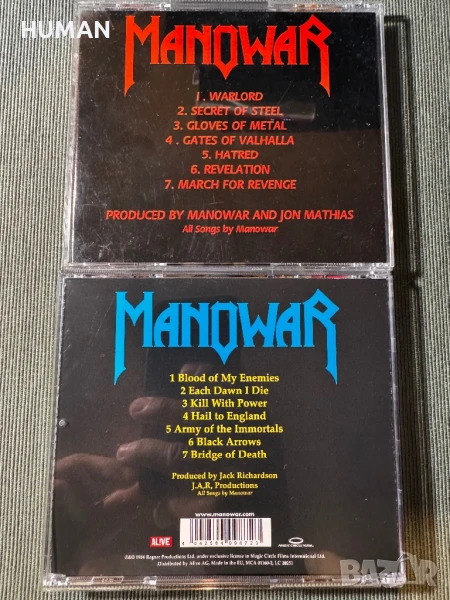 HUMAN
MANOWAR
1. WARLORD
2. SECRET OF STEEL
3. GLOVES OF METAL
4. GATES OF VALHALLA
5. HATRED
6. REVELATION
7. MARCH FOR REVENGE
PRODUCED BY MANOWAR AND JON MATHIAS
All Songs by Manowar
MANOWAR
1 Blood of My Enemies
2 Each Dawn I Die
3 Kill With Power
4 Hail to England
5 Army of the Immortals
6 Black Arrows
7 Bridge of Death
Produced by Jack Richardson
J.A.R, Productions
All Songs by Manowar
www.manowar.com
ALIVE